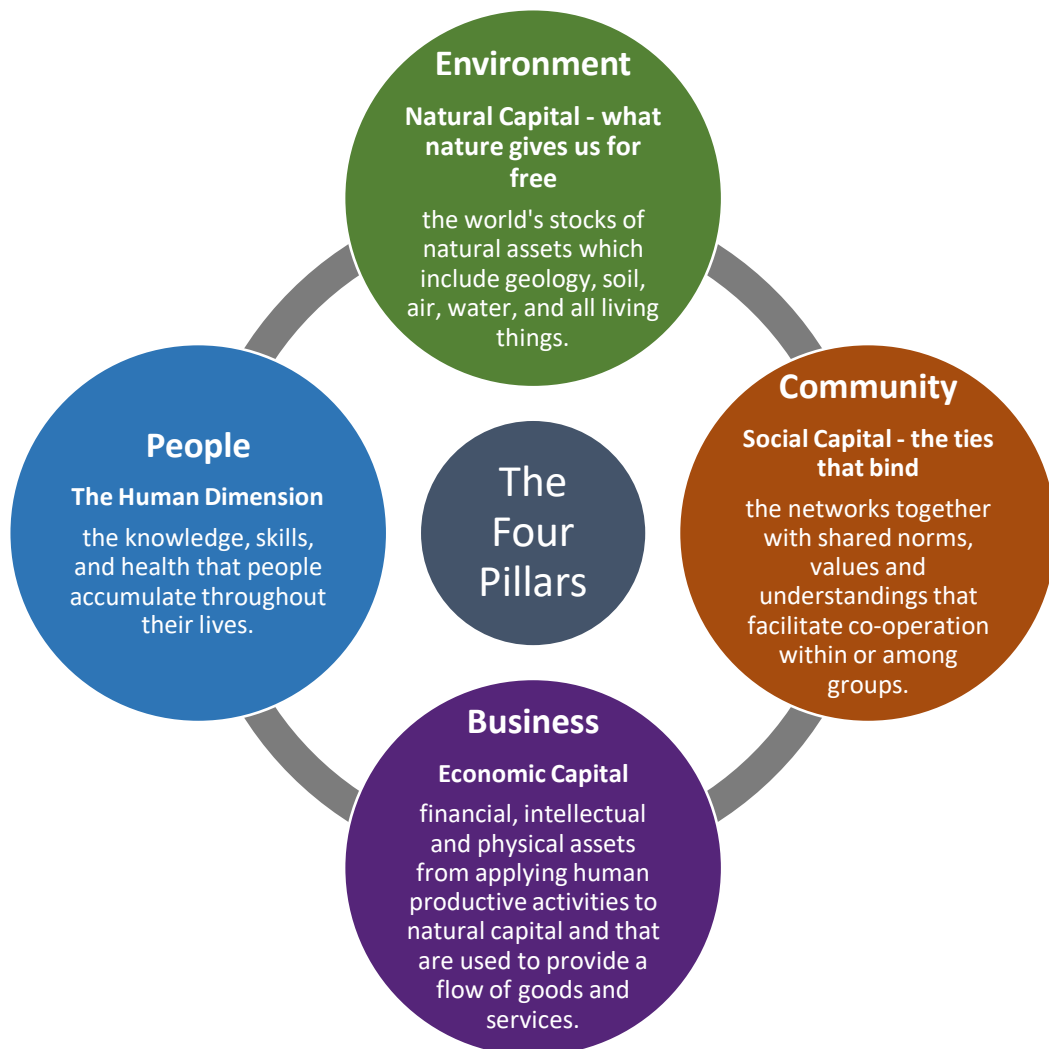 Environment
Natural Capital - what
nature gives us for
free
the world's stocks of
natural assets which
include geology, soil,
air, water, and all living
things.
Community
Social Capital - the ties
that bind
the networks together
with shared norms,
values and
understandings that
facilitate co-operation
within or among
groups.
People
The Human Dimension
the knowledge, skills,
and health that people
accumulate throughout
their lives.
The
Four
Pillars
Business
Economic Capital
financial, intellectual
and physical assets
from applying human
productive activities to
natural capital and that
are used to provide a
flow of goods and
services.